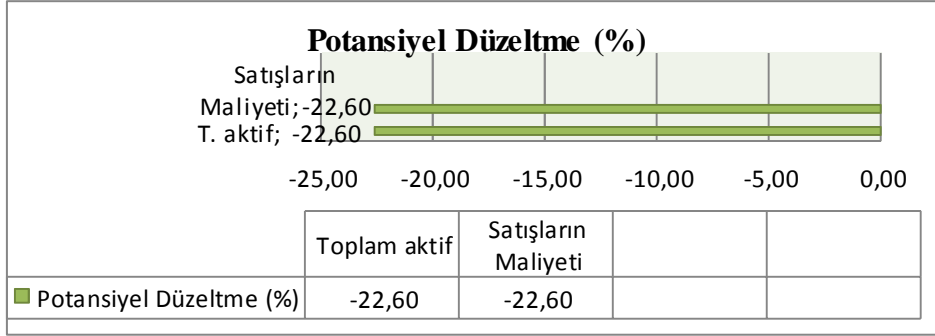 Potansiyel Düzeltme (%)
Satışların
Maliyeti; -22,60
T. aktif; -22,60
-25,00 -20,00 -15,00 -10,00 -5,00 0,00
Toplam aktif Satışların Maliyeti
Potansiyel Düzeltme (%) -22,60 -22,60